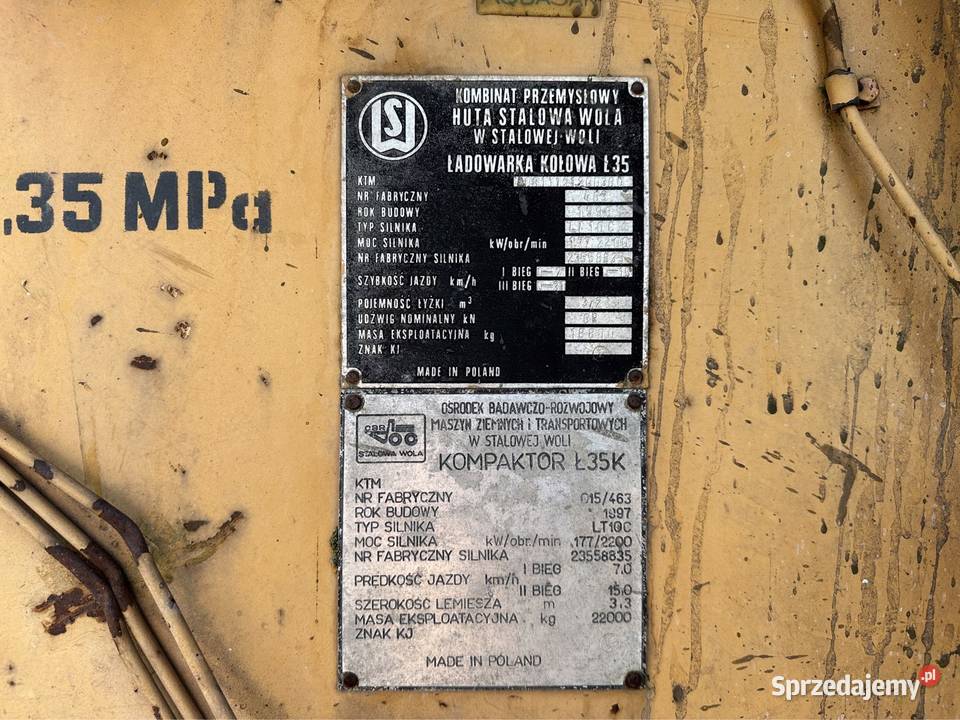 .35 MPa
LSW
KOMBINAT PRZEMYSŁOWY
HUTA STALOWA WOLA
W STALOWEJ-WOLI
ŁADOWARKA KOŁOWA Ł35
KTM
NR FABRYCZNY
ROK BUDOWY
TYP SILNIKA
MOC SILNIKA kW/obr/min 177/2200
NR FABRYCZNY SILNIKA
SZYBKOŚĆ JAZDY km/h I BIEG II BIEG
III BIEG
POJEMNOŚĆ ŁYŻKI m³
UDZWIG NOMINALNY kN
MASA EKSPLOATACYJNA kg
ZNAK KJ
MADE IN POLAND
OBR
STALOWA WOLA
OŚRODEK BADAWCZO-ROZWOJOWY
MASZYN ZIEMNYCH I TRANSPORTOWYCH
W STALOWEJ WOLI
KOMPAKTOR Ł35K
KTM
NR FABRYCZNY 015/463
ROK BUDOWY 1997
TYP SILNIKA LT10C
MOC SILNIKA kW/obr./min 177/2200
NR FABRYCZNY SILNIKA 23558835
PRĘDKOŚĆ JAZDY km/h I BIEG 7.0
II BIEG 15.0
SZEROKOŚĆ LEMIESZA m 3.3
MASA EKSPLOATACYJNA kg 22000
ZNAK KJ
MADE IN POLAND
Sprzedajemy.pl